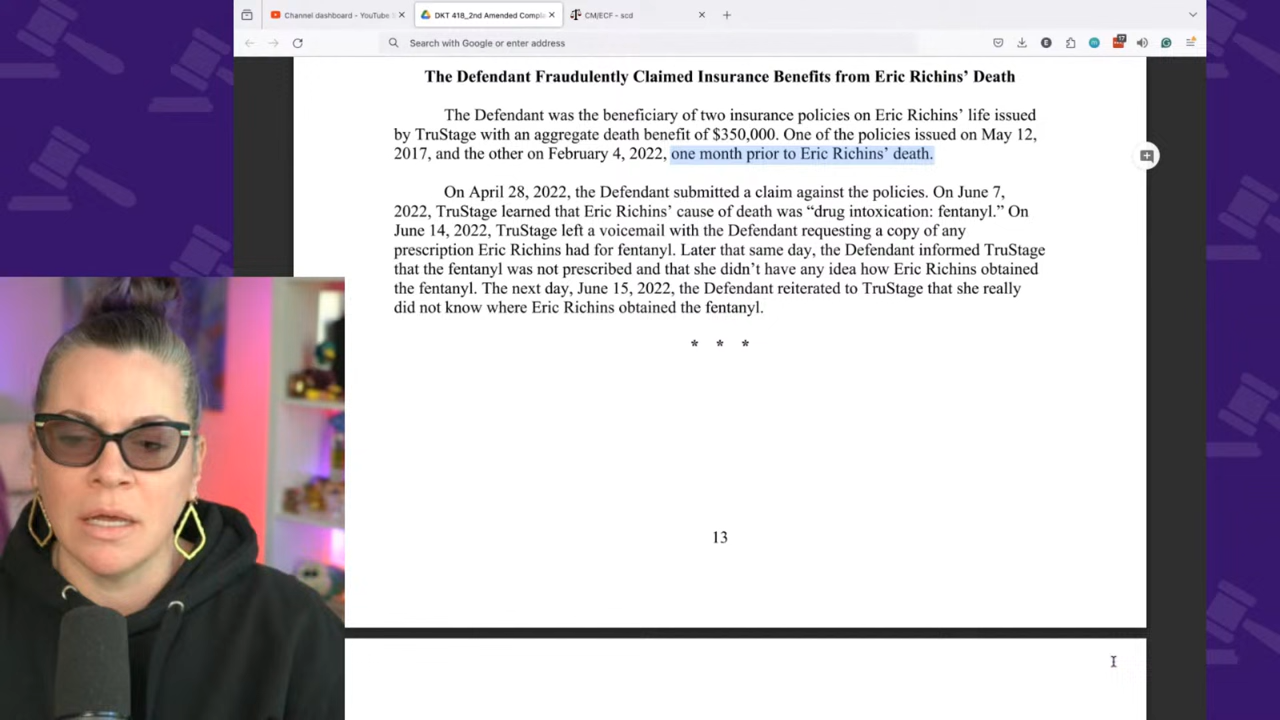 Channel dashboard - YouTube S
DKT 418_2nd Amended Compla
CM/ECF - scd
Search with Google or enter address
17
The Defendant Fraudulently Claimed Insurance Benefits from Eric Richins’ Death
The Defendant was the beneficiary of two insurance policies on Eric Richins’ life issued
by TruStage with an aggregate death benefit of $350,000. One of the policies issued on May 12,
2017, and the other on February 4, 2022, one month prior to Eric Richins’ death.
On April 28, 2022, the Defendant submitted a claim against the policies. On June 7,
2022, TruStage learned that Eric Richins’ cause of death was “drug intoxication: fentanyl.” On
June 14, 2022, TruStage left a voicemail with the Defendant requesting a copy of any
prescription Eric Richins had for fentanyl. Later that same day, the Defendant informed TruStage
that the fentanyl was not prescribed and that she didn’t have any idea how Eric Richins obtained
the fentanyl. The next day, June 15, 2022, the Defendant reiterated to TruStage that she really
did not know where Eric Richins obtained the fentanyl.
* * *
13